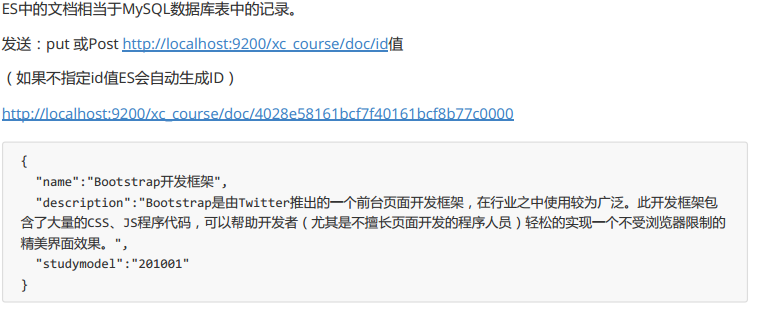 ES中的文档相当于MySQL数据库表中的记录。
发送：put 或Post http://localhost:9200/xc_course/doc/id值
（如果不指定id值ES会自动生成ID）
http://localhost:9200/xc_course/doc/4028e58161bcf7f40161bcf8b77c0000
{
"name":"Bootstrap开发框架",
"description":"Bootstrap是由Twitter推出的一个前台页面开发框架，在行业之中使用较为广泛。此开发框架包
含了大量的CSS、JS程序代码，可以帮助开发者（尤其是不擅长页面开发的程序人员）轻松的实现一个不受浏览器限制的
精美界面效果。",
"studymodel":"201001"
}